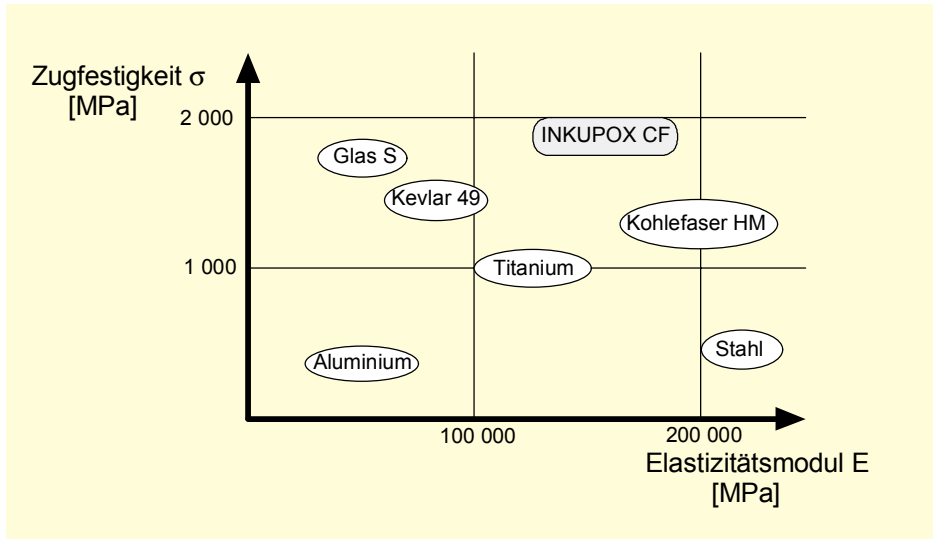 Zugfestigkeit σ
[MPa]
2 000
INKUPOX CF
Glas S
Kevlar 49
Kohlefaser HM
1 000
Titanium
Stahl
Aluminium
100 000
200 000
Elastizitätsmodul E
[MPa]